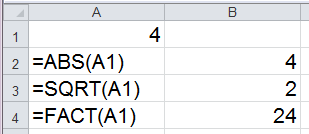 A B
1 4
2 =ABS(A1) 4
3 =SQRT(A1) 2
4 =FACT(A1) 24